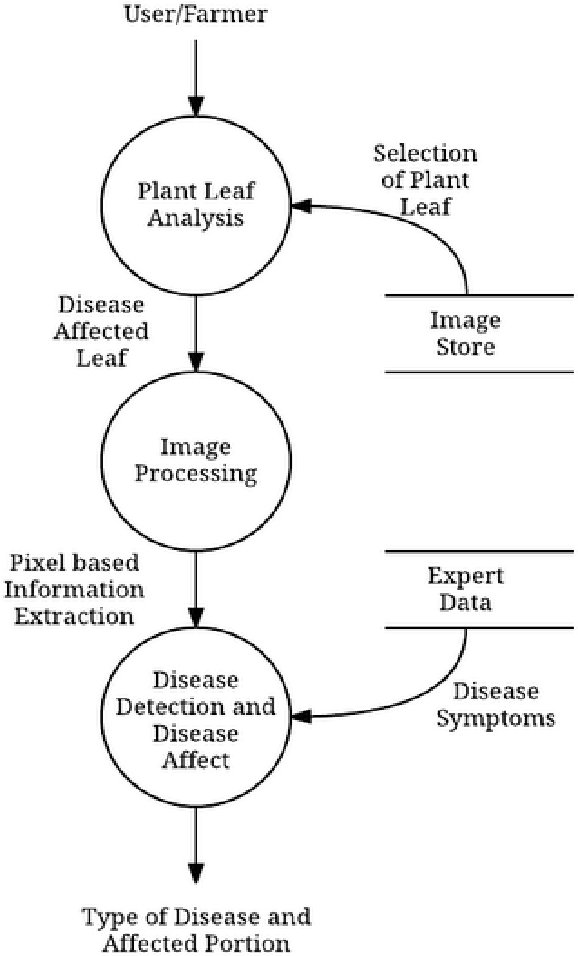 User/Farmer
Plant Leaf
Analysis
Selection
of Plant
Leaf
Disease
Affected
Leaf
Image
Store
Image
Processing
Pixel based
Information
Extraction
Expert
Data
Disease
Detection and
Disease
Affect
Disease
Symptoms
Type of Disease and
Affected Portion